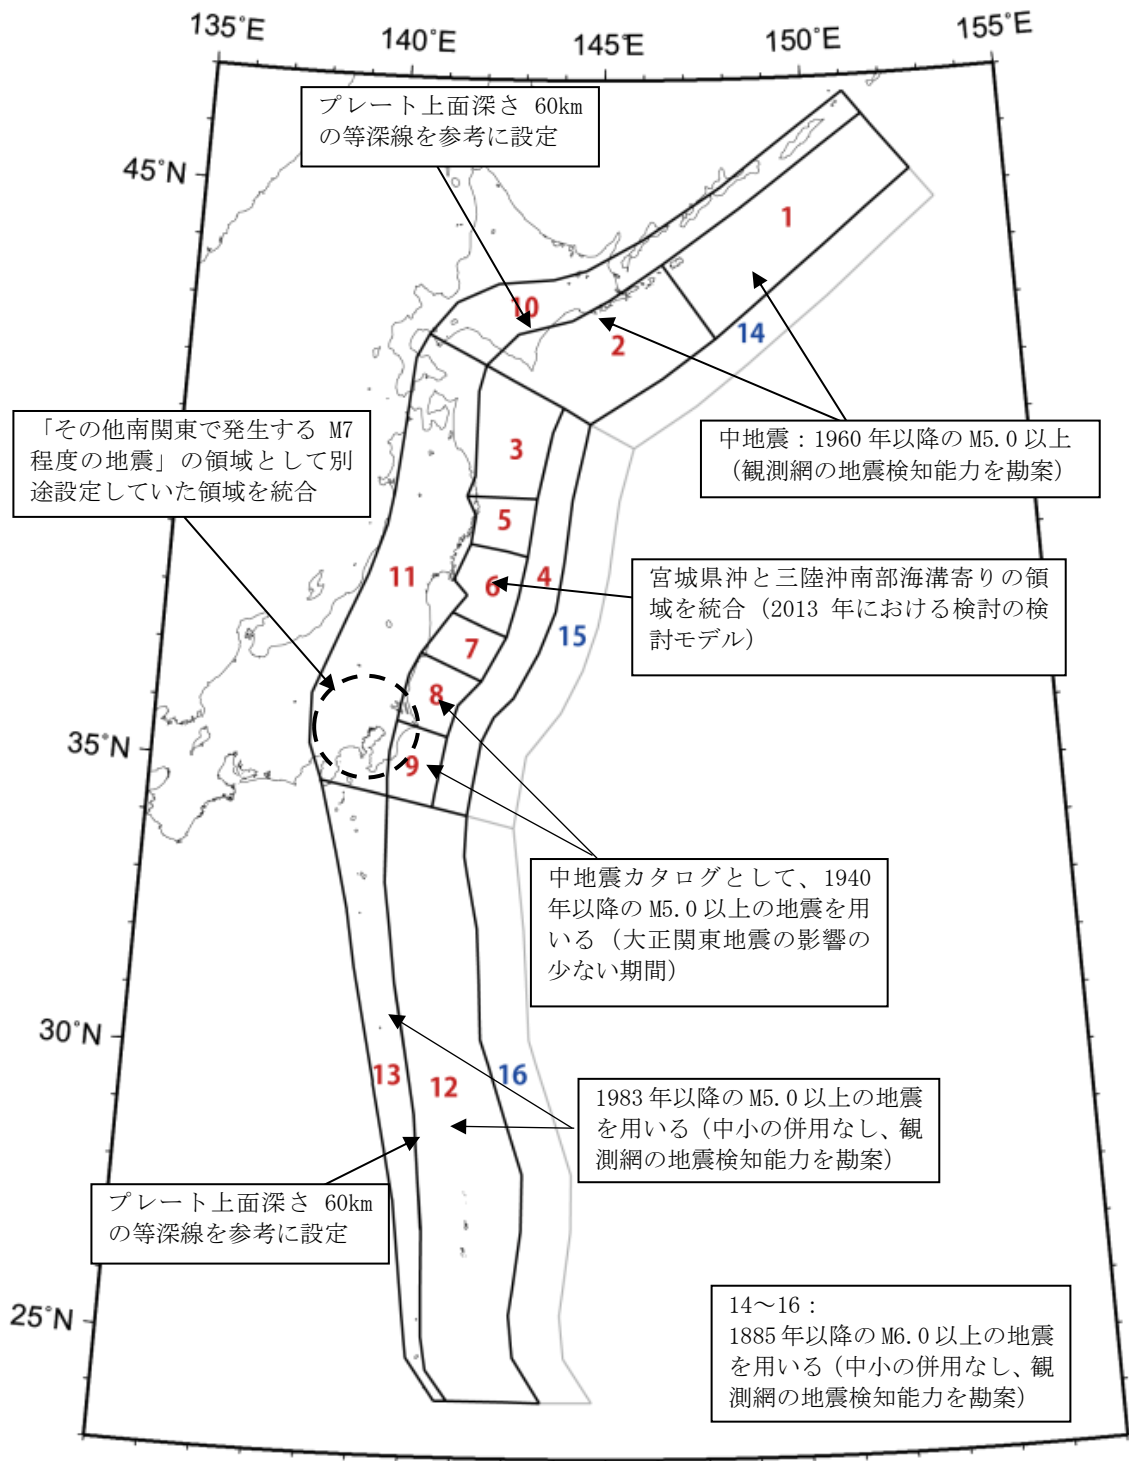 135°E
140°E
145°E
150°E
155°E
プレート上面深さ 60km
の等深線を参考に設定
45°N
1
10
2
14
「その他南関東で発生する M7
程度の地震」の領域として別
途設定していた領域を統合
3
中地震：1960 年以降の M5.0 以上
（観測網の地震検知能力を勘案）
5
11
6
4
宮城県沖と三陸沖南部海溝寄りの領
域を統合（2013 年における検討の検
討モデル）
15
7
8
35°N
9
中地震カタログとして、1940
年以降の M5.0 以上の地震を用
いる（大正関東地震の影響の
少ない期間）
30°N
13
12
16
1983 年以降の M5.0 以上の地震
を用いる（中小の併用なし、観
測網の地震検知能力を勘案）
プレート上面深さ 60km
の等深線を参考に設定
25°N
14～16：
1885 年以降の M6.0 以上の地震
を用いる（中小の併用なし、観
測網の地震検知能力を勘案）